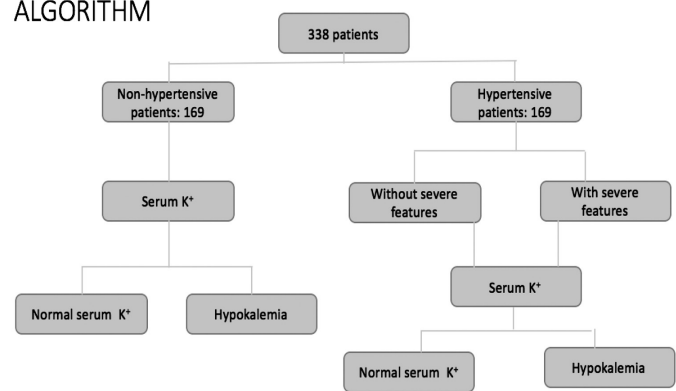 ALGORITHM
338 patients
Non-hypertensive
patients: 169
Hypertensive
patients: 169
Serum K⁺
Without severe
features
With severe
features
Serum K⁺
Normal serum K⁺
Hypokalemia
Normal serum K⁺
Hypokalemia